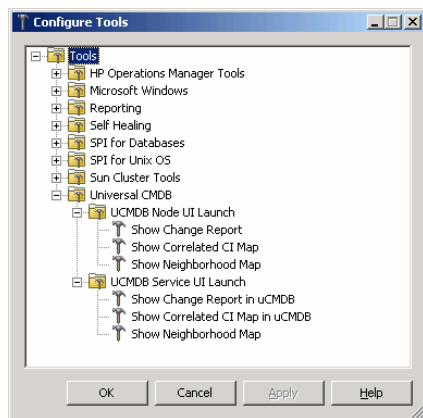 Configure Tools
Tools
HP Operations Manager Tools
Microsoft Windows
Reporting
Self Healing
SPI for Databases
SPI for Unix OS
Sun Cluster Tools
Universal CMDB
UCMDB Node UI Launch
Show Change Report
Show Correlated CI Map
Show Neighborhood Map
UCMDB Service UI Launch
Show Change Report in uCMDB
Show Correlated CI Map in uCMDB
Show Neighborhood Map
OK Cancel Apply Help